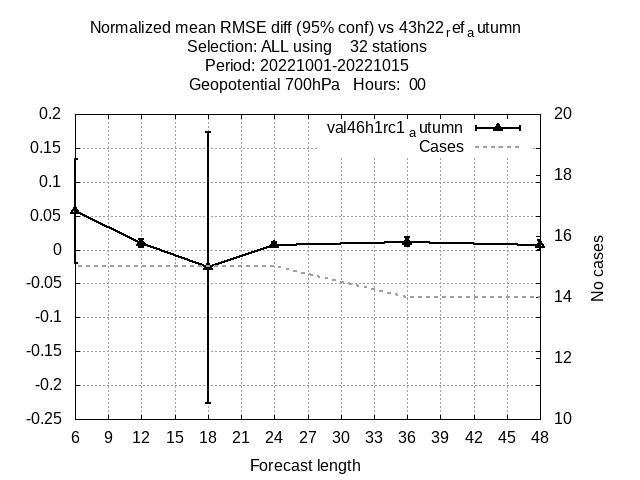 Normalized mean RMSE diff (95% conf) vs 43h22refautumn
Selection: ALL using 32 stations
Period: 20221001-20221015
Geopotential 700hPa Hours: 00
val46h1rc1autumn
Cases
0.2
0.15
0.1
0.05
0
-0.05
-0.1
-0.15
-0.2
-0.25
20
18
16
14
12
10
No cases
6 9 12 15 18 21 24 27 30 33 36 39 42 45 48
Forecast length